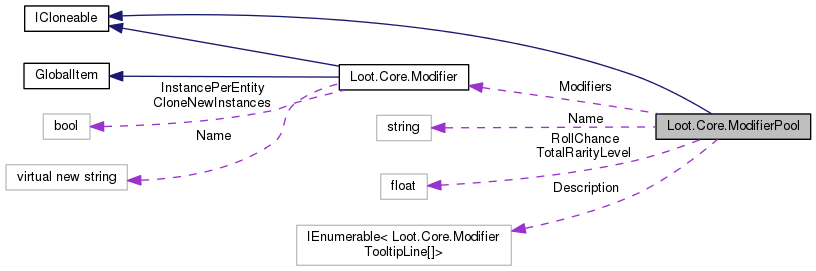 ICloneable
GlobalItem
InstancePerEntity
CloneNewInstances
Loot.Core.Modifier
Modifiers
bool
Name
string
Name
Loot.Core.ModifierPool
RollChance
TotalRarityLevel
virtual new string
float
Description
IEnumerable< Loot.Core.Modifier
TooltipLine[]>